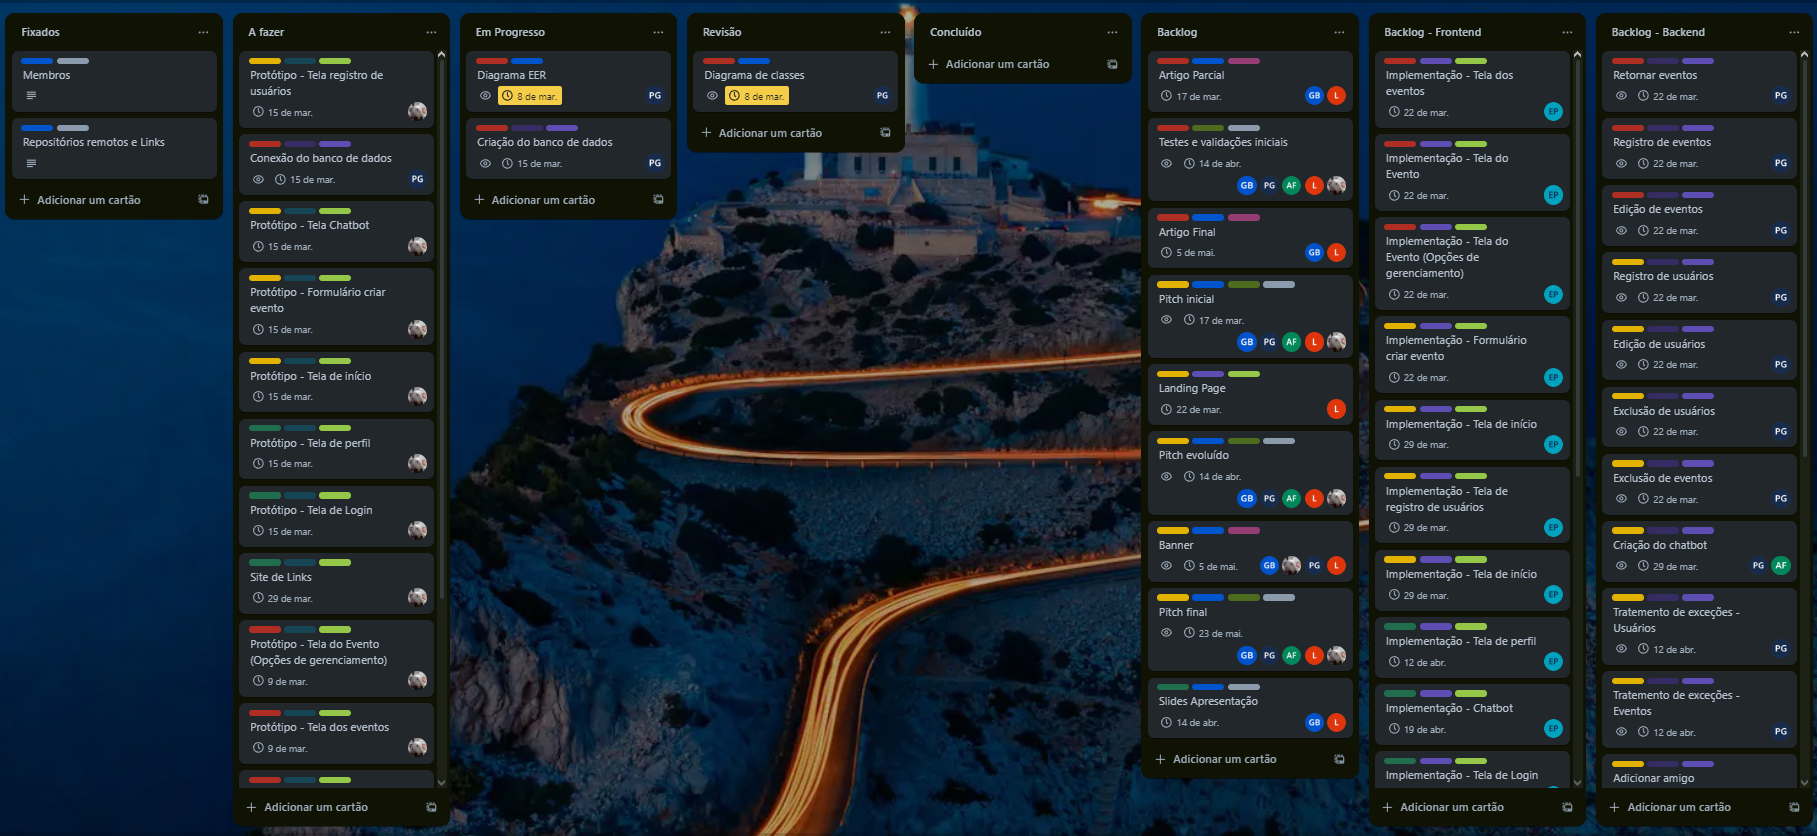 Fixados
Membros
Repositórios remotos e Links
Adicionar um cartão
A fazer
Protótipo - Tela registro de
usuários
15 de mar.
Conexão do banco de dados
15 de mar.
PG
Protótipo - Tela Chatbot
15 de mar.
Protótipo - Formulário criar
evento
15 de mar.
Protótipo - Tela de início
15 de mar.
Protótipo - Tela de perfil
15 de mar.
Protótipo - Tela de Login
15 de mar.
Site de Links
29 de mar.
Protótipo - Tela do Evento
(Opções de gerenciamento)
9 de mar.
Protótipo - Tela dos eventos
9 de mar.
Adicionar um cartão
Em Progresso
Diagrama EER
8 de mar.
PG
Criação do banco de dados
15 de mar.
PG
Adicionar um cartão
Revisão
Diagrama de classes
8 de mar.
PG
Adicionar um cartão
Concluído
Adicionar um cartão
Backlog
Artigo Parcial
17 de mar.
GB L
Testes e validações iniciais
14 de abr.
GB PG AF L
Artigo Final
5 de mai.
GB L
Pitch inicial
17 de mar.
GB PG AF L
Landing Page
22 de mar.
L
Pitch evoluído
14 de abr.
GB PG AF L
Banner
5 de mai.
GB PG L
Pitch final
23 de mai.
GB PG AF L
Slides Apresentação
14 de abr.
GB L
Adicionar um cartão
Backlog - Frontend
Implementação - Tela dos
eventos
22 de mar.
EP
Implementação - Tela do
Evento
22 de mar.
EP
Implementação - Tela do
Evento (Opções de
gerenciamento)
22 de mar.
EP
Implementação - Formulário
criar evento
22 de mar.
EP
Implementação - Tela de início
29 de mar.
EP
Implementação - Tela de
registro de usuários
29 de mar.
EP
Implementação - Tela de início
29 de mar.
EP
Implementação - Tela de perfil
12 de abr.
EP
Implementação - Chatbot
19 de abr.
EP
Implementação - Tela de Login
Adicionar um cartão
Backlog - Backend
Retornar eventos
22 de mar.
PG
Registro de eventos
22 de mar.
PG
Edição de eventos
22 de mar.
PG
Registro de usuários
22 de mar.
PG
Edição de usuários
22 de mar.
PG
Exclusão de usuários
22 de mar.
PG
Exclusão de eventos
22 de mar.
PG
Criação do chatbot
29 de mar.
PG AF
Tratemento de exceções -
Usuários
12 de abr.
PG
Tratemento de exceções -
Eventos
12 de abr.
PG
Adicionar amigo
Adicionar um cartão